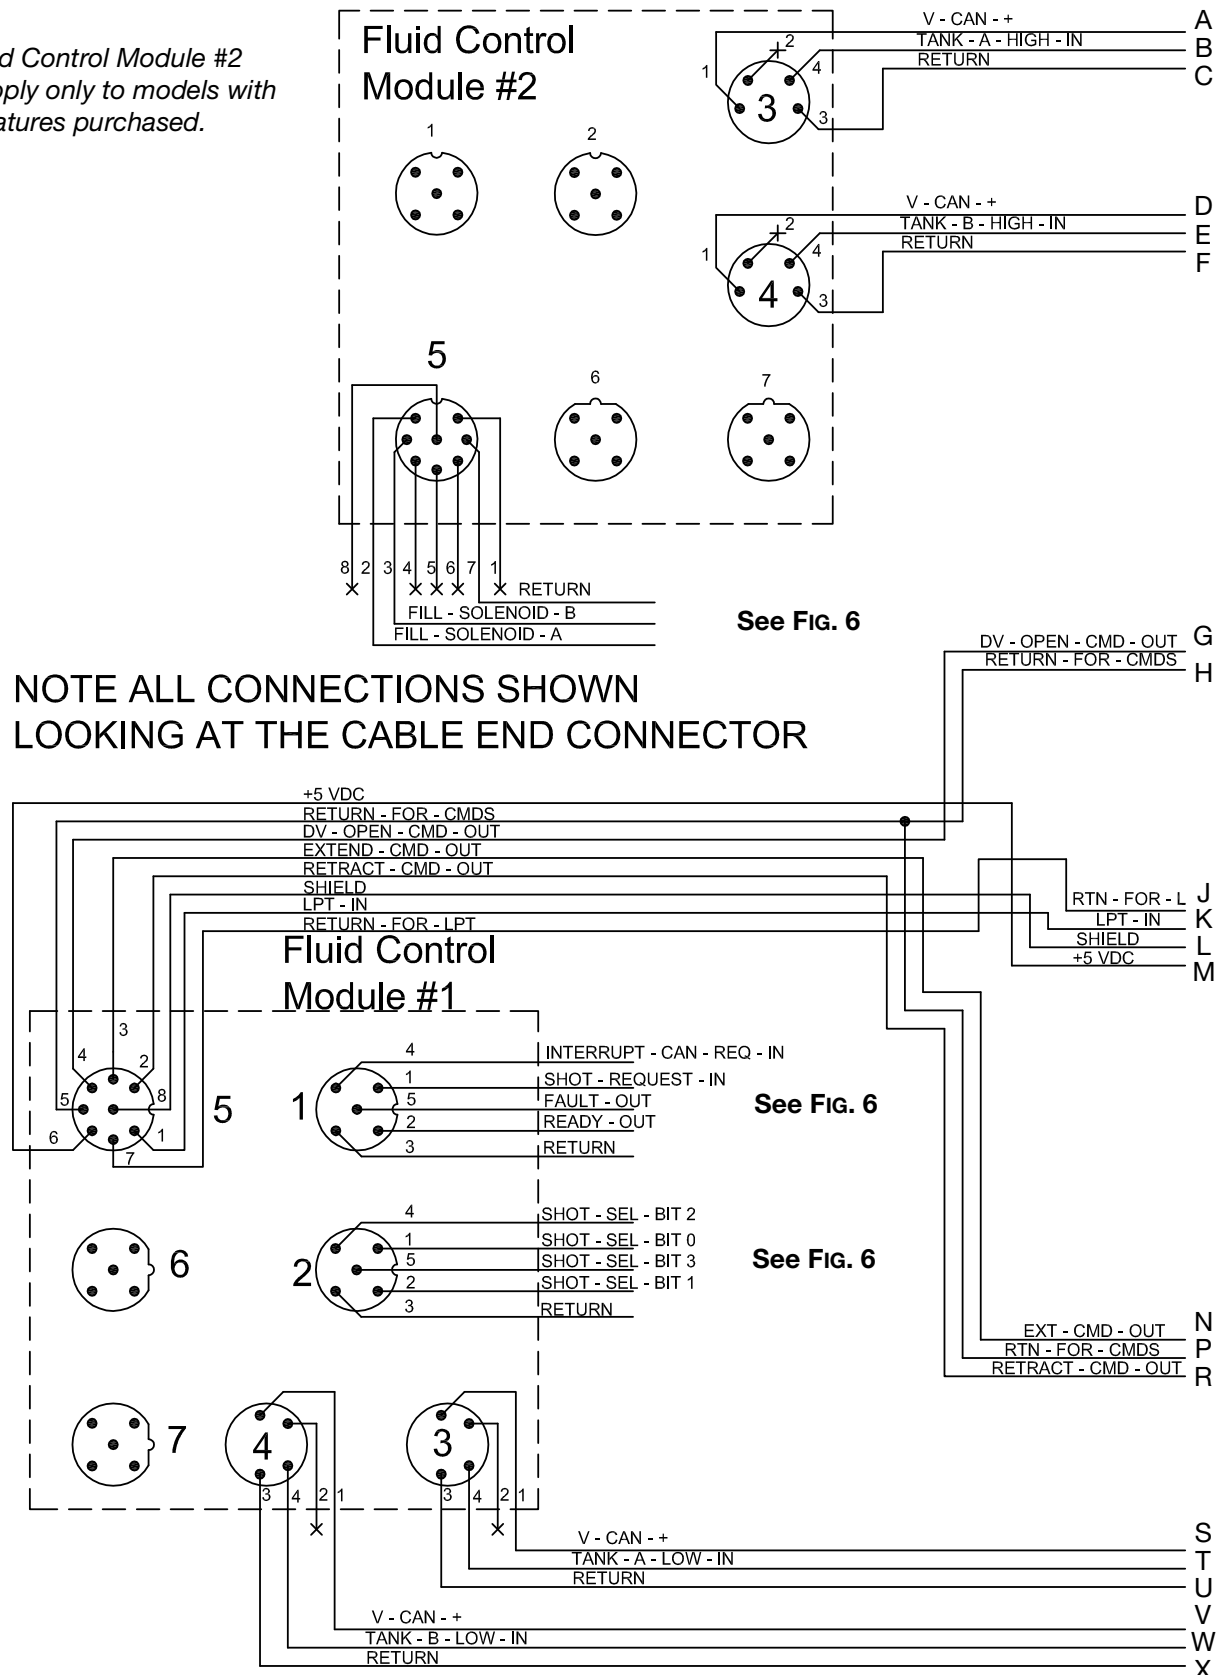 d Control Module #2
ply only to models with
atures purchased.
Fluid Control
Module #2
1
2
1
2
4
3
3
V - CAN - +
TANK - A - HIGH - IN
RETURN
A
B
C
1
2
4
3
4
V - CAN - +
TANK - B - HIGH - IN
RETURN
D
E
F
5
6
7
8 2 3 4 5 6 7 1
RETURN
FILL - SOLENOID - B
FILL - SOLENOID - A
See FIG. 6
DV - OPEN - CMD - OUT G
RETURN - FOR - CMDS H
NOTE ALL CONNECTIONS SHOWN
LOOKING AT THE CABLE END CONNECTOR
+5 VDC
RETURN - FOR - CMDS
DV - OPEN - CMD - OUT
EXTEND - CMD - OUT
RETRACT - CMD - OUT
SHIELD
LPT - IN
RETURN - FOR - LPT
RTN - FOR - L J
LPT - IN K
SHIELD L
+5 VDC M
Fluid Control
Module #1
3
4 2
5 8
6 1
7
5
1
4 INTERRUPT - CAN - REQ - IN
1 SHOT - REQUEST - IN
5 FAULT - OUT
2 READY - OUT
3 RETURN
See FIG. 6
6
2
4 SHOT - SEL - BIT 2
1 SHOT - SEL - BIT 0
5 SHOT - SEL - BIT 3
2 SHOT - SEL - BIT 1
3 RETURN
See FIG. 6
EXT - CMD - OUT N
RTN - FOR - CMDS P
RETRACT - CMD - OUT R
7
4
3
3 4 2 1
3 4 2 1
V - CAN - + S
TANK - A - LOW - IN T
RETURN U
V - CAN - + V
TANK - B - LOW - IN W
RETURN X